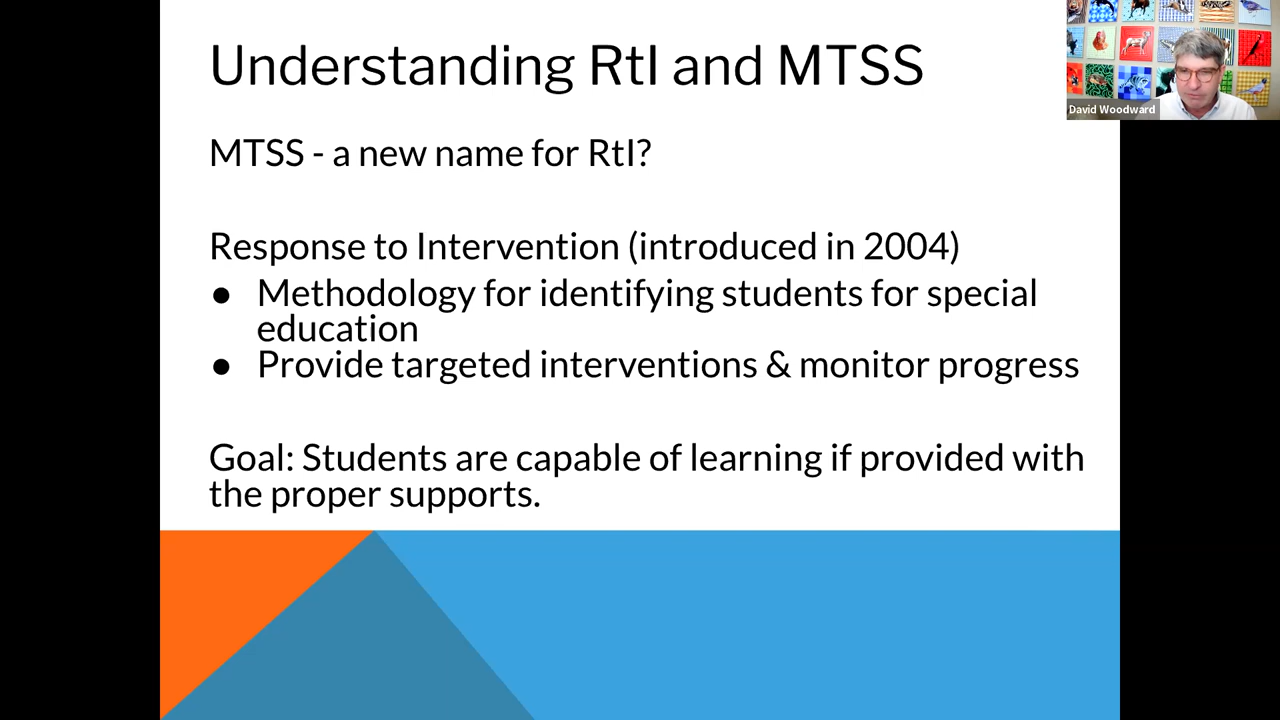 Understanding RtI and MTSS
David Woodward
MTSS - a new name for RtI?
Response to Intervention (introduced in 2004)
● Methodology for identifying students for special
education
● Provide targeted interventions & monitor progress
Goal: Students are capable of learning if provided with
the proper supports.